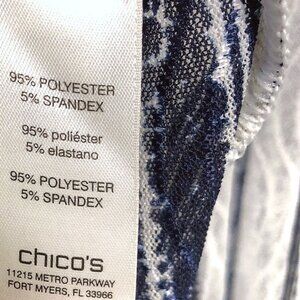 95% POLYESTER
5% SPANDEX
95% poliéster
5% elastano
95% POLYESTER
5% SPANDEX
chico's
11215 METRO PARKWAY
FORT MYERS, FL 33966